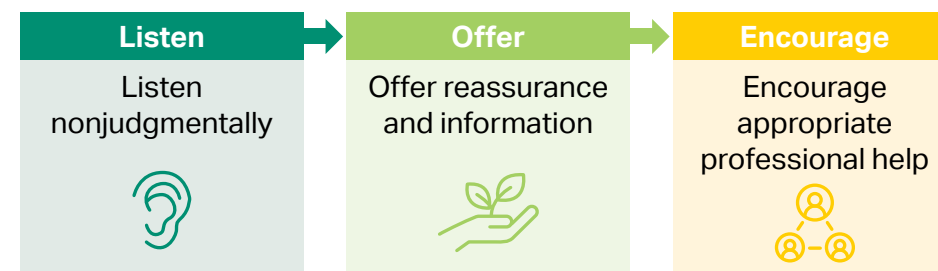 Listen
Listen
nonjudgmentally
Offer
Offer reassurance
and information
Encourage
Encourage
appropriate
professional help